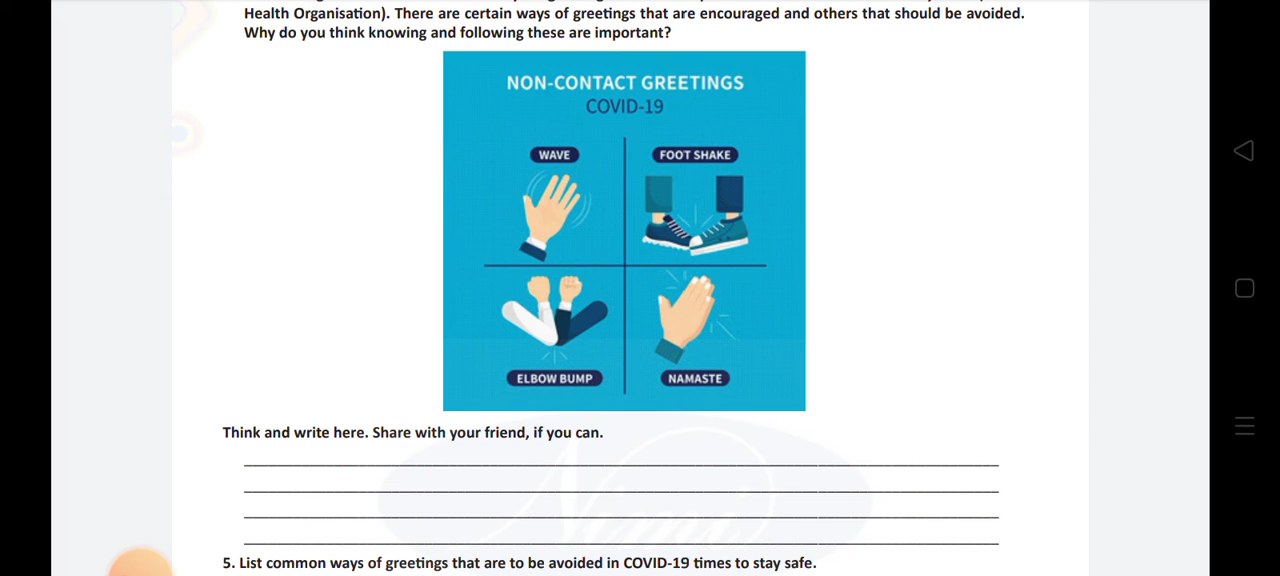 Health Organisation). There are certain ways of greetings that are encouraged and others that should be avoided.
Why do you think knowing and following these are important?
NON-CONTACT GREETINGS
COVID-19
WAVE
FOOT SHAKE
ELBOW BUMP
NAMASTE
Think and write here. Share with your friend, if you can.
Nimi
5. List common ways of greetings that are to be avoided in COVID-19 times to stay safe.